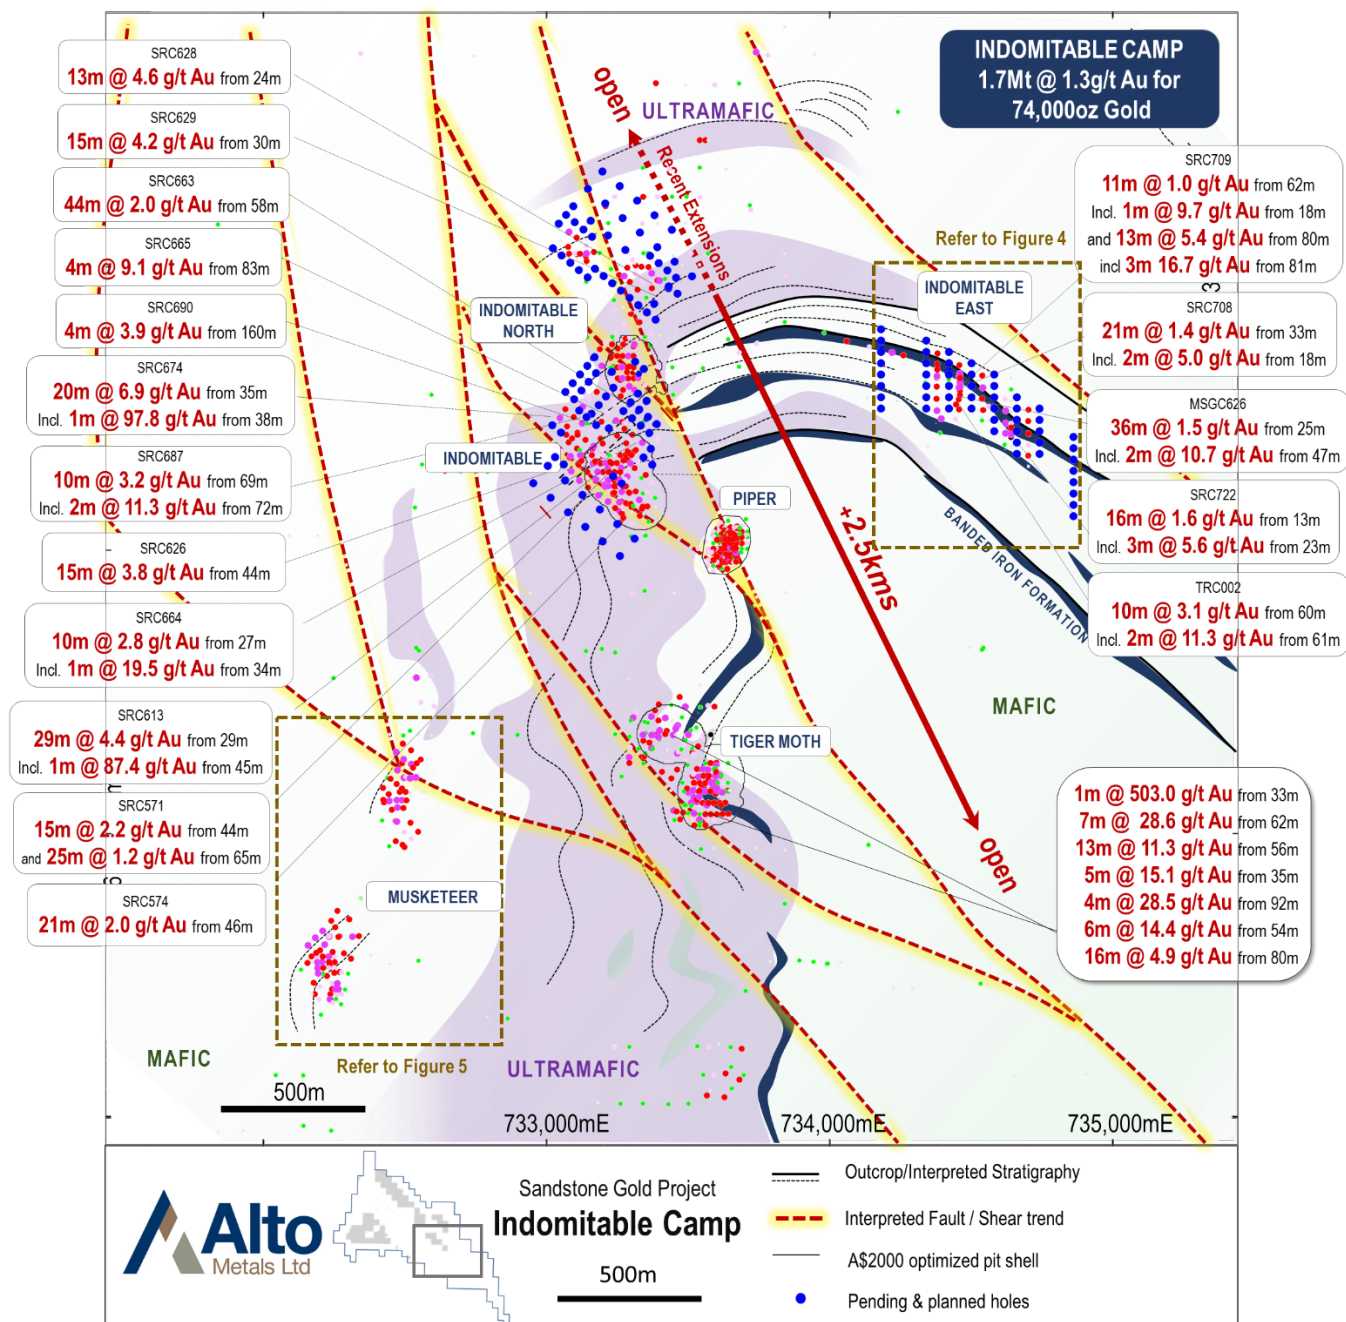 SRC628
13m @ 4.6 g/t Au from 24m
SRC629
15m @ 4.2 g/t Au from 30m
SRC663
44m @ 2.0 g/t Au from 58m
SRC665
4m @ 9.1 g/t Au from 83m
SRC690
4m @ 3.9 g/t Au from 160m
SRC674
20m @ 6.9 g/t Au from 35m
Incl. 1m @ 97.8 g/t Au from 38m
SRC687
10m @ 3.2 g/t Au from 69m
Incl. 2m @ 11.3 g/t Au from 72m
SRC626
15m @ 3.8 g/t Au from 44m
SRC664
10m @ 2.8 g/t Au from 27m
Incl. 1m @ 19.5 g/t Au from 34m
SRC613
29m @ 4.4 g/t Au from 29m
Incl. 1m @ 87.4 g/t Au from 45m
SRC571
15m @ 2.2 g/t Au from 44m
and 25m @ 1.2 g/t Au from 65m
SRC574
21m @ 2.0 g/t Au from 46m
INDOMITABLE CAMP
1.7Mt @ 1.3g/t Au for
74,000oz Gold
SRC709
11m @ 1.0 g/t Au from 62m
Incl. 1m @ 9.7 g/t Au from 18m
and 13m @ 5.4 g/t Au from 80m
incl 3m 16.7 g/t Au from 81m
SRC708
21m @ 1.4 g/t Au from 33m
Incl. 2m @ 5.0 g/t Au from 18m
MSGC626
36m @ 1.5 g/t Au from 25m
Incl. 2m @ 10.7 g/t Au from 47m
SRC722
16m @ 1.6 g/t Au from 13m
Incl. 3m @ 5.6 g/t Au from 23m
TRC002
10m @ 3.1 g/t Au from 60m
Incl. 2m @ 11.3 g/t Au from 61m
1m @ 503.0 g/t Au from 33m
7m @ 28.6 g/t Au from 62m
13m @ 11.3 g/t Au from 56m
5m @ 15.1 g/t Au from 35m
4m @ 28.5 g/t Au from 92m
6m @ 14.4 g/t Au from 54m
16m @ 4.9 g/t Au from 80m
open
ULTRAMAFIC
Recent Extensions
Refer to Figure 4
INDOMITABLE
EAST
INDOMITABLE
NORTH
INDOMITABLE
PIPER
+2.5kms
BANDED IRON FORMATION
MAFIC
TIGER MOTH
open
MUSKETEER
MAFIC
Refer to Figure 5
ULTRAMAFIC
500m
733,000mE
734,000mE
735,000mE
Alto
Metals Ltd
Sandstone Gold Project
Indomitable Camp
500m
Outcrop/Interpreted Stratigraphy
Interpreted Fault / Shear trend
A$2000 optimized pit shell
Pending & planned holes